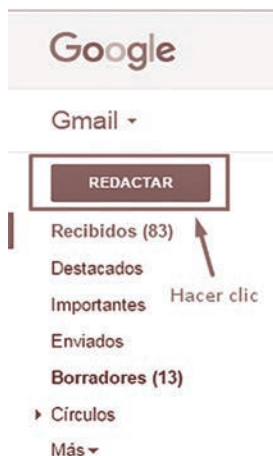 Google
Gmail
REDACTAR
Recibidos (83)
Destacados
Importantes
Hacer clic
Enviados
Borradores (13)
Círculos
Más